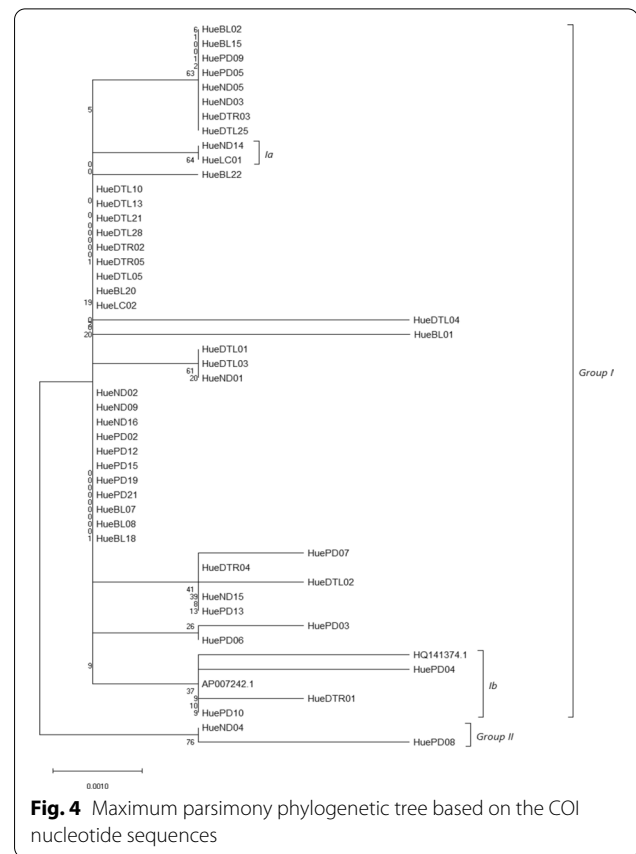 6 HueBL02
1
0 HueBL15
0
1 HuePD09
2
63 HuePD05
HueND05
5
HueND03
HueDTR03
HueDTL25
HueND14
Ia
64 HueLC01
0
0 HueBL22
HueDTL10
0 HueDTL13
0 HueDTL21
0
0 HueDTL28
0
0 HueDTR02
0
1 HueDTR05
HueDTL05
HueBL20
19 HueLC02
HueDTL04
20 HueBL01
HueDTL01
HueDTL03
61
20 HueND01
Group I
HueND02
HueND09
HueND16
HuePD02
HuePD12
HuePD15
0
0 HuePD19
0
0 HuePD21
0
0 HueBL07
0
0 HueBL08
0
1 HueBL18
HuePD07
HueDTR04
HueDTL02
41
39 HueND15
8
13 HuePD13
26 HuePD03
HuePD06
HQ141374.1
9
HuePD04
AP007242.1
Ib
37
9 HueDTR01
10
9 HuePD10
HueND04
Group II
76 HuePD08
0.0010
Fig. 4 Maximum parsimony phylogenetic tree based on the COI
nucleotide sequences